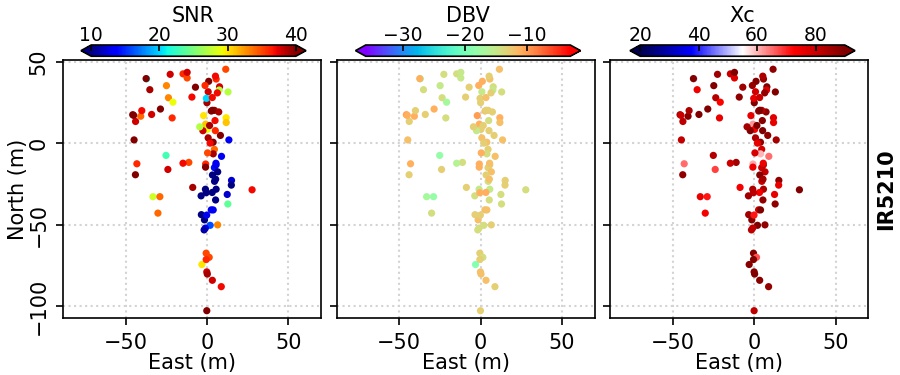 SNR DBV Xc
10 20 30 40 −30 −20 −10 20 40 60 80
50
0
−50
−100
North (m)
IR5210
−50 0 50 −50 0 50 −50 0 50
East (m) East (m) East (m)